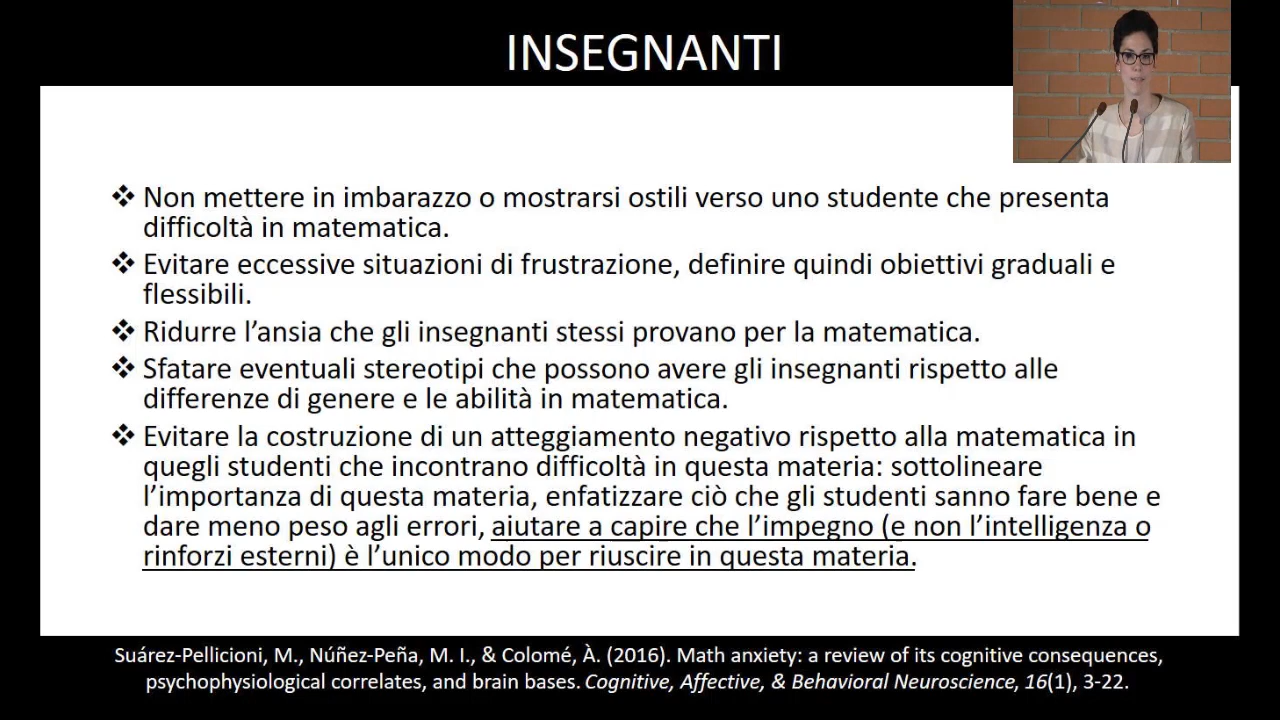 INSEGNANTI
❖ Non mettere in imbarazzo o mostrarsi ostili verso uno studente che presenta
difficoltà in matematica.
❖ Evitare eccessive situazioni di frustrazione, definire quindi obiettivi graduali e
flessibili.
❖ Ridurre l’ansia che gli insegnanti stessi provano per la matematica.
❖ Sfatare eventuali stereotipi che possono avere gli insegnanti rispetto alle
differenze di genere e le abilità in matematica.
❖ Evitare la costruzione di un atteggiamento negativo rispetto alla matematica in
quegli studenti che incontrano difficoltà in questa materia: sottolineare
l’importanza di questa materia, enfatizzare ciò che gli studenti sanno fare bene e
dare meno peso agli errori, aiutare a capire che l’impegno (e non l’intelligenza o
rinforzi esterni) è l’unico modo per riuscire in questa materia.
Suárez-Pellicioni, M., Núñez-Peña, M. I., & Colomé, À. (2016). Math anxiety: a review of its cognitive consequences,
psychophysiological correlates, and brain bases. Cognitive, Affective, & Behavioral Neuroscience, 16(1), 3-22.